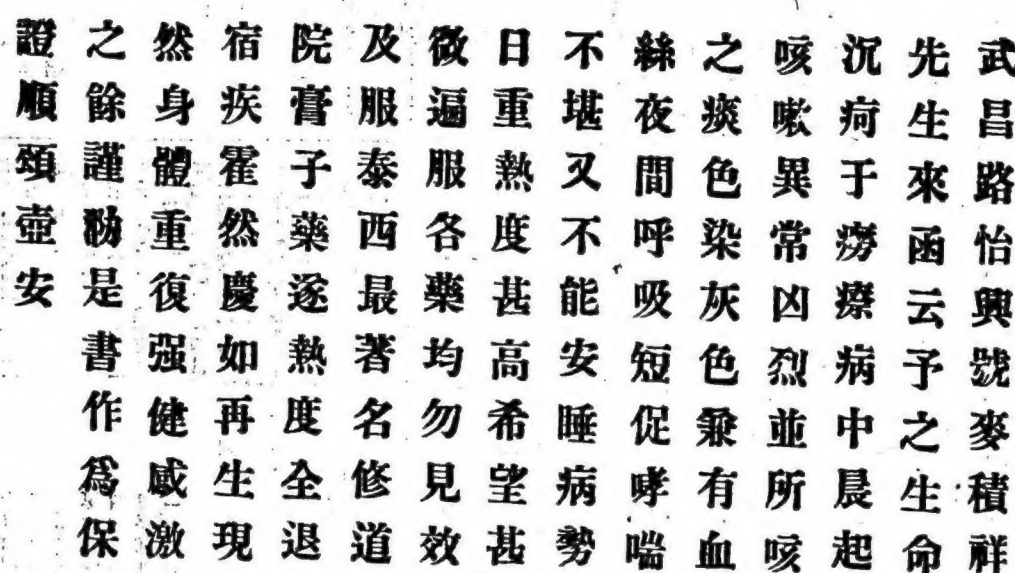 武昌路怡興號麥積祥
先生來函云予之生命
沉疴于癆瘵病中晨起
咳嗽異常凶烈並所咳
之痰色染灰色兼有血
絲夜間呼吸短促哮喘
不堪又不能安睡病勢
日重熱度甚高希望甚
微遍服各藥均勿見效
及服泰西最著名修道
院膏子藥遂熱度全退
宿疾霍然慶如再生現
然身體重復强健感激
之餘謹泐是書作爲保
證順頌壺安